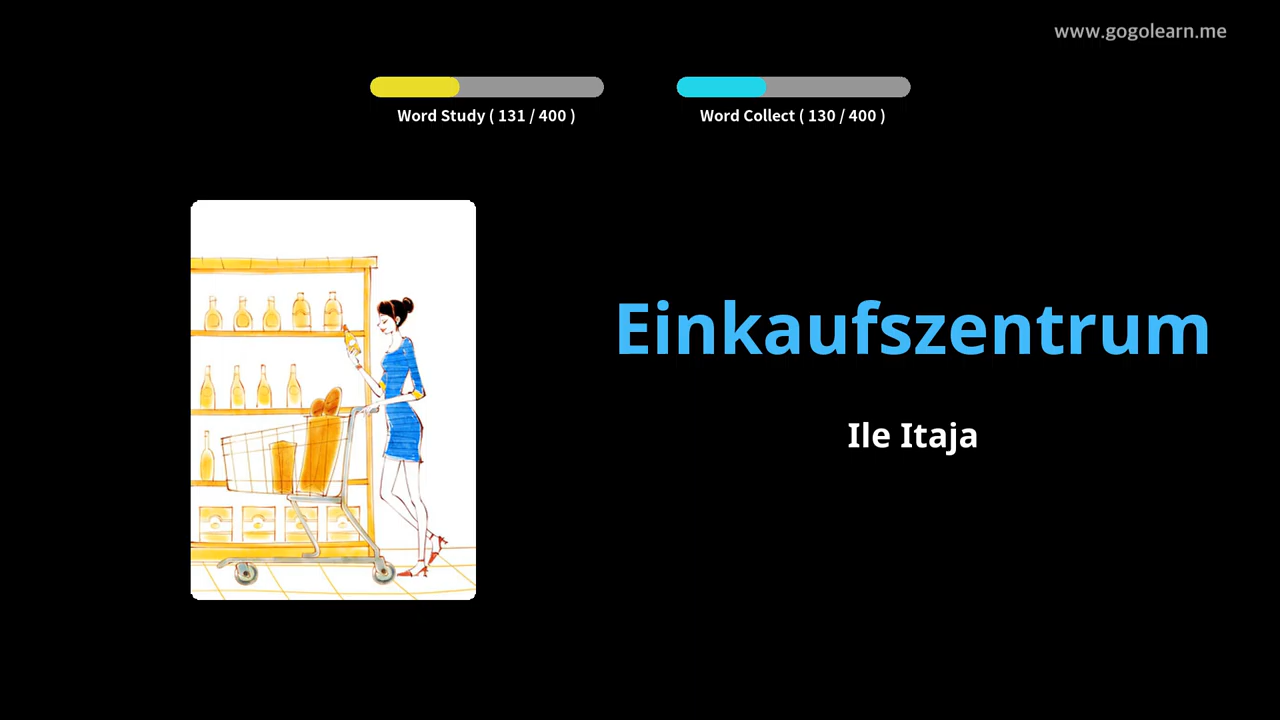 www.gogolearn.me
Word Study ( 131 / 400 )
Word Collect ( 130 / 400 )
Einkaufszentrum
Ile Itaja